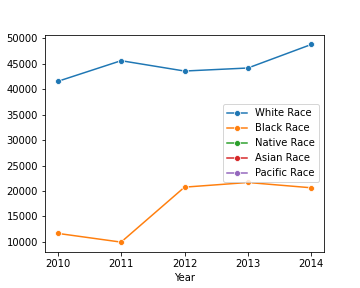 50000
45000
40000
35000
30000
25000
20000
15000
10000
White Race
Black Race
Native Race
Asian Race
Pacific Race
2010 2011 2012 2013 2014
Year